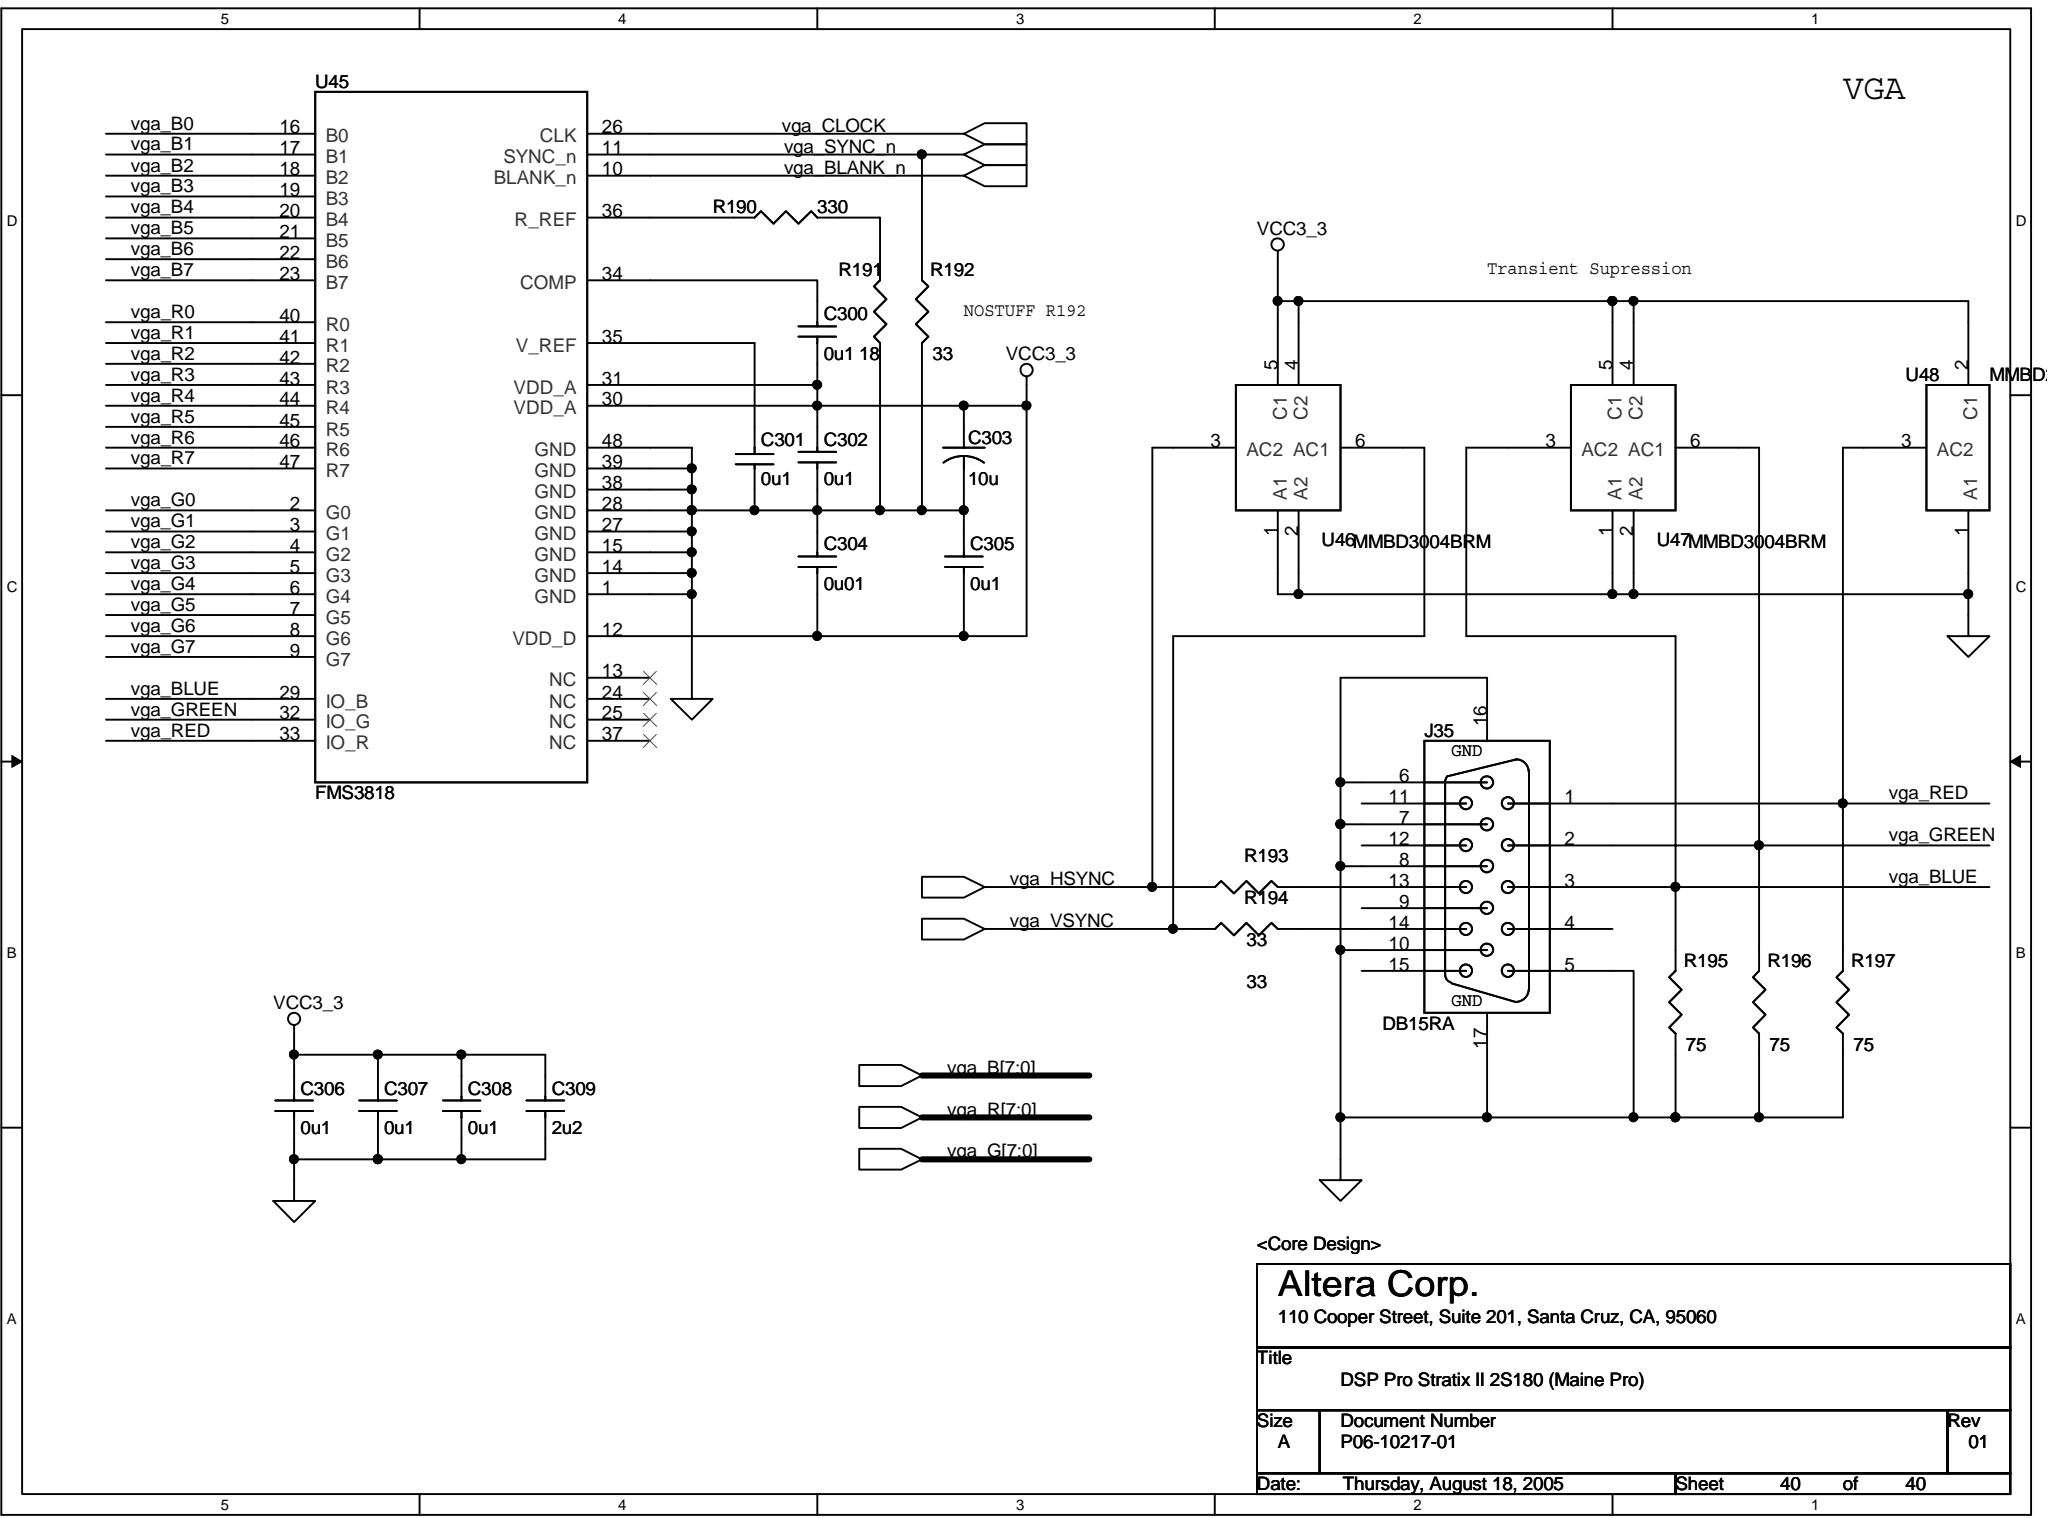 5 4 3 2 1
VGA
U45
vga_B0 16 B0
vga_B1 17 B1
vga_B2 18 B2
vga_B3 19 B3
vga_B4 20 B4
vga_B5 21 B5
vga_B6 22 B6
vga_B7 23 B7
vga_R0 40 R0
vga_R1 41 R1
vga_R2 42 R2
vga_R3 43 R3
vga_R4 44 R4
vga_R5 45 R5
vga_R6 46 R6
vga_R7 47 R7
vga_G0 2 G0
vga_G1 3 G1
vga_G2 4 G2
vga_G3 5 G3
vga_G4 6 G4
vga_G5 7 G5
vga_G6 8 G6
vga_G7 9 G7
vga_BLUE 29 IO_B
vga_GREEN 32 IO_G
vga_RED 33 IO_R
CLK 26 vga_CLOCK
SYNC_n 11 vga_SYNC_n
BLANK_n 10 vga_BLANK_n
R_REF 36 R190 330
COMP 34
V_REF 35
VDD_A 31
VDD_A 30
GND 48
GND 39
GND 38
GND 28
GND 27
GND 15
GND 14
GND 1
VDD_D 12
NC 13
NC 24
NC 25
NC 37
FMS3818
R191 18
R192 33
NOSTUFF R192
C300 0u1
VCC3_3
C301 0u1
C302 0u1
C303 10u
C304 0u01
C305 0u1
VCC3_3
Transient Supression
5 4
C1 C2
3 AC2 AC1 6
A1 A2
1 2
U46 MMBD3004BRM
5 4
C1 C2
3 AC2 AC1 6
A1 A2
1 2
U47 MMBD3004BRM
U48
2
C1
3 AC2
A1
1
J35
16
GND
6
11
7
12
8
13
9
14
10
15
1 vga_RED
2 vga_GREEN
3 vga_BLUE
4
5
GND
17
DB15RA
vga_HSYNC
R193
33
vga_VSYNC
R194
33
R195 75
R196 75
R197 75
VCC3_3
C306 0u1
C307 0u1
C308 0u1
C309 2u2
vga_B[7:0]
vga_R[7:0]
vga_G[7:0]
D D
C C
B B
A A
<Core Design>
Altera Corp.
110 Cooper Street, Suite 201, Santa Cruz, CA, 95060
Title
DSP Pro Stratix II 2S180 (Maine Pro)
Size Document Number Rev
A P06-10217-01 01
Date: Thursday, August 18, 2005 Sheet 40 of 40
5 4 3 2 1